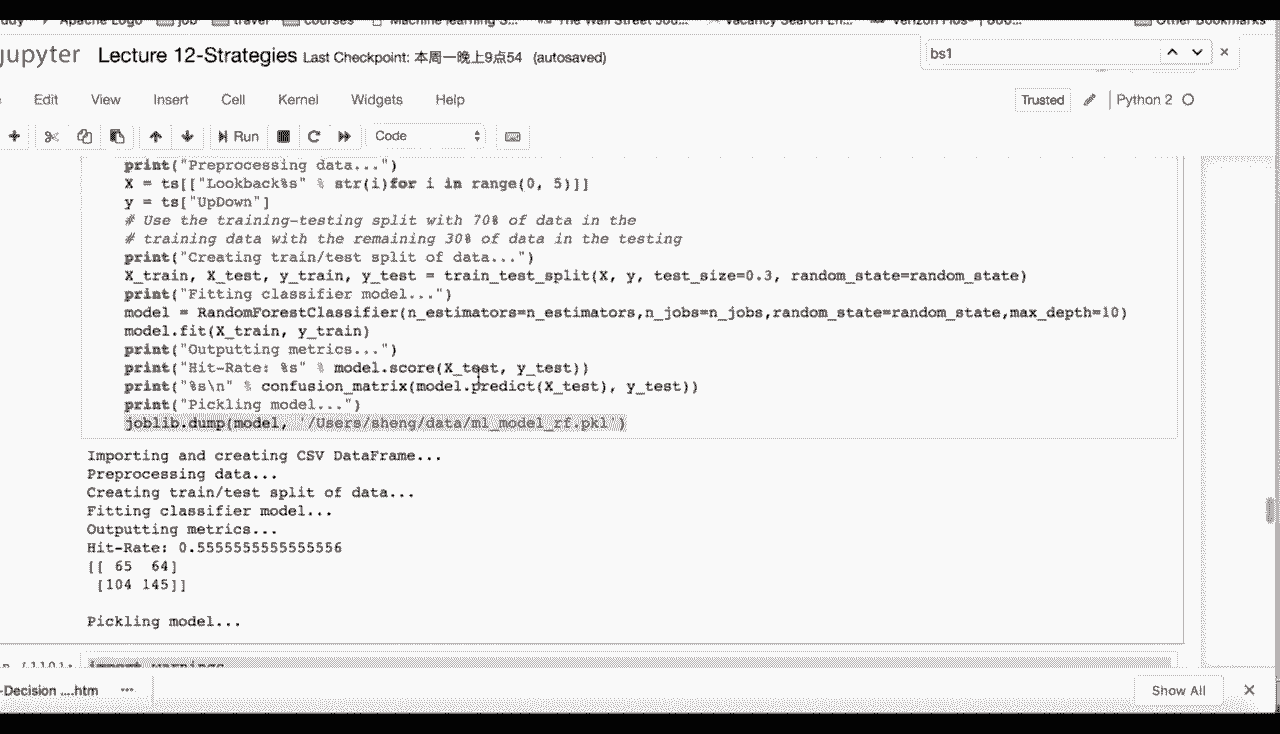 job travel courses Machine learning S... The Wall Street Jou... Vacancy Search En... Other Bookmarks
jupyter Lecture 12-Strategies Last Checkpoint: 本周一晚上9点54 (autosaved)
bs1
Edit View Insert Cell Kernel Widgets Help
Trusted Python 2
Run Code
print("Preprocessing data...")
X = ts[["Lookback%s" % str(i)for i in range(0, 5)]]
y = ts["UpDown"]
# Use the training-testing split with 70% of data in the
# training data with the remaining 30% of data in the testing
print("Creating train/test split of data...")
X_train, X_test, y_train, y_test = train_test_split(X, y, test_size=0.3, random_state=random_state)
print("Fitting classifier model...")
model = RandomForestClassifier(n_estimators=n_estimators,n_jobs=n_jobs,random_state=random_state,max_depth=10)
model.fit(X_train, y_train)
print("Outputting metrics...")
print("Hit-Rate: %s" % model.score(X_test, y_test))
print("%s\n" % confusion_matrix(model.predict(X_test), y_test))
print("Pickling model...")
joblib.dump(model, '/Users/sheng/data/ml_model_rf.pkl')
Importing and creating CSV DataFrame...
Preprocessing data...
Creating train/test split of data...
Fitting classifier model...
Outputting metrics...
Hit-Rate: 0.5555555555555556
[[ 65 64]
[104 145]]
Pickling model...
import warnings
-Decision ....htm
Show All